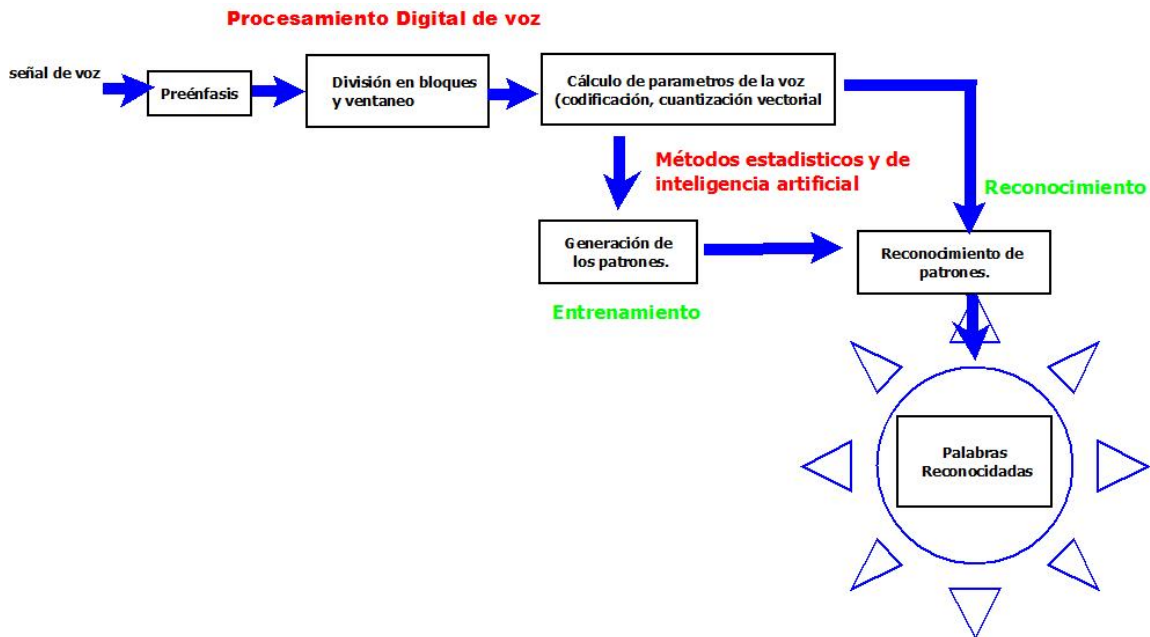 Procesamiento Digital de voz
señal de voz
Preénfasis
División en bloques
y ventaneo
Cálculo de parametros de la voz
(codificación, cuantización vectorial
Métodos estadisticos y de
inteligencia artificial
Reconocimiento
Generación de
los patrones.
Reconocimiento de
patrones.
Entrenamiento
Palabras
Reconocidadas